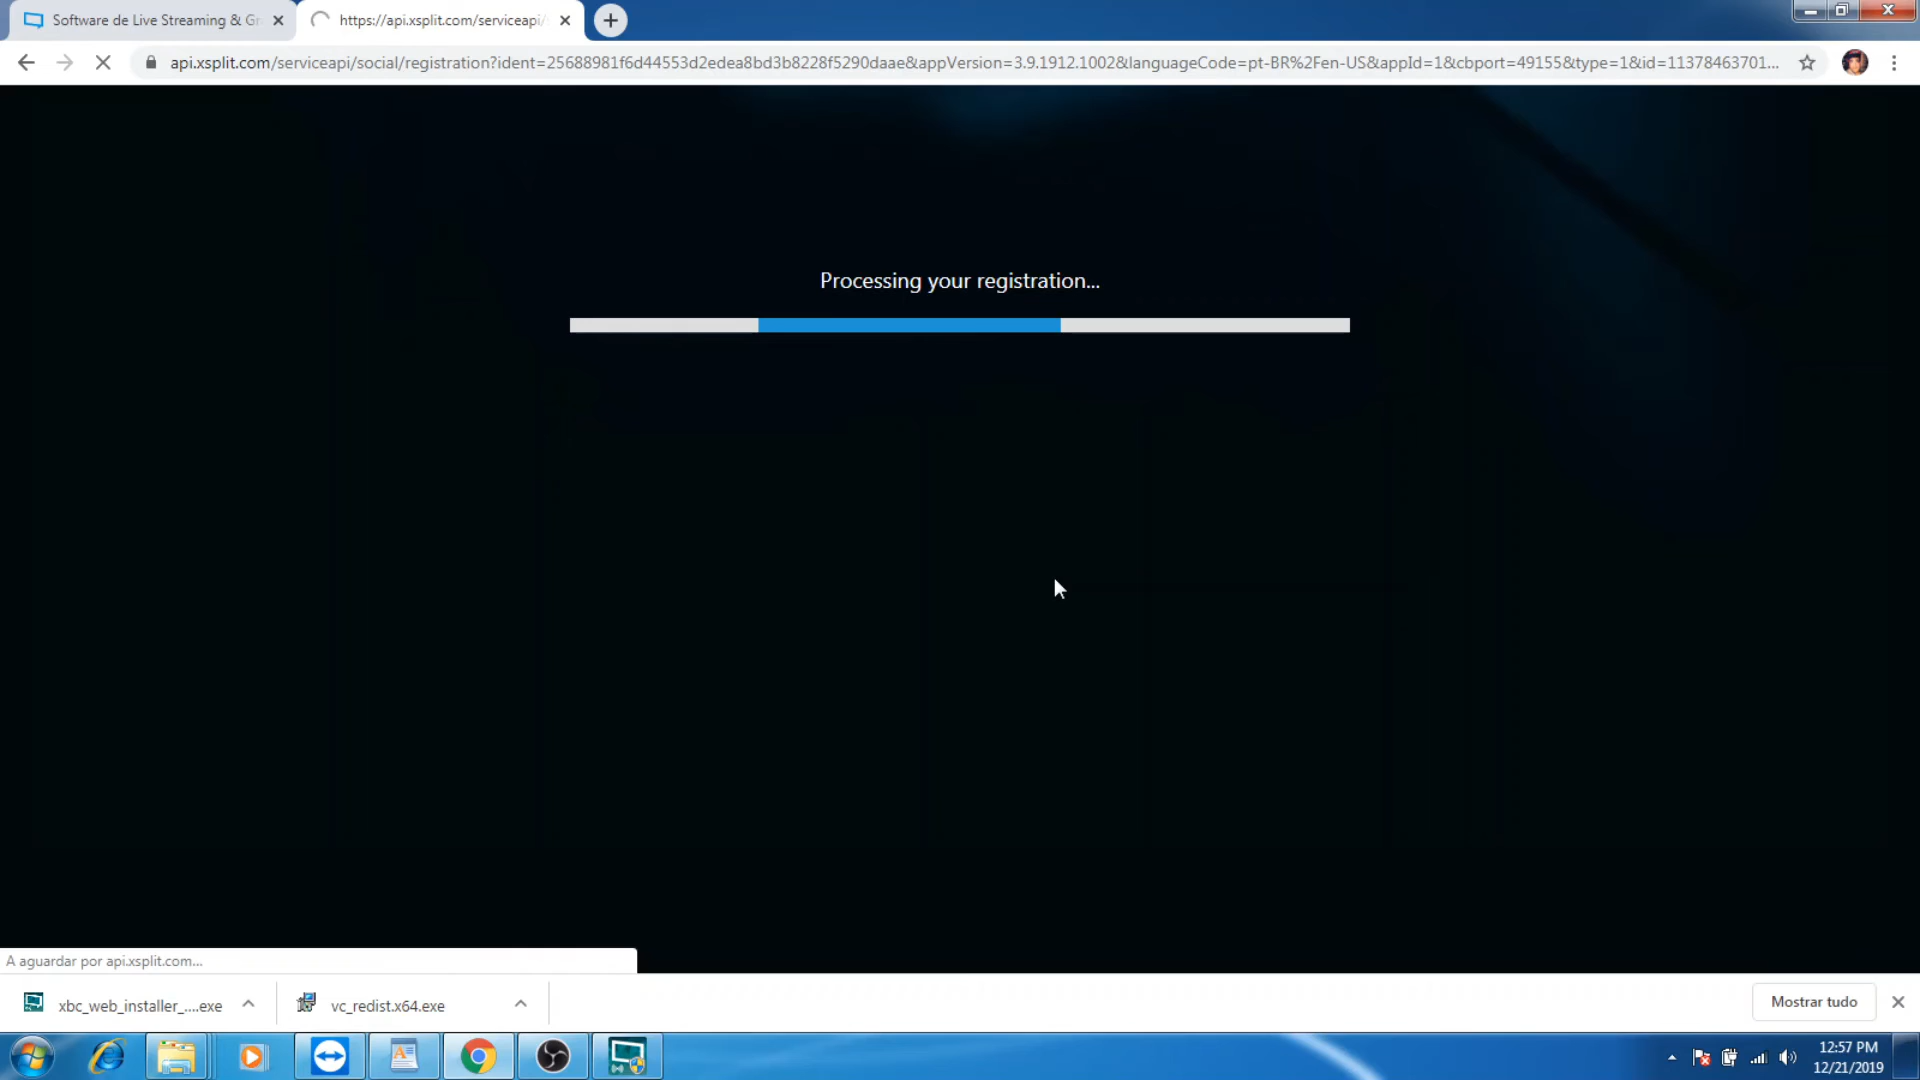 Software de Live Streaming & Gr
https://api.xsplit.com/serviceapi/
api.xsplit.com/serviceapi/social/registration?ident=25688981f6d44553d2edea8bd3b8228f5290daae&appVersion=3.9.1912.1002&languageCode=pt-BR%2Fen-US&appId=1&cbport=49155&type=1&id=11378463701...
Processing your registration...
A aguardar por api.xsplit.com...
xbc_web_installer_....exe
vc_redist.x64.exe
Mostrar tudo
12:57 PM
12/21/2019